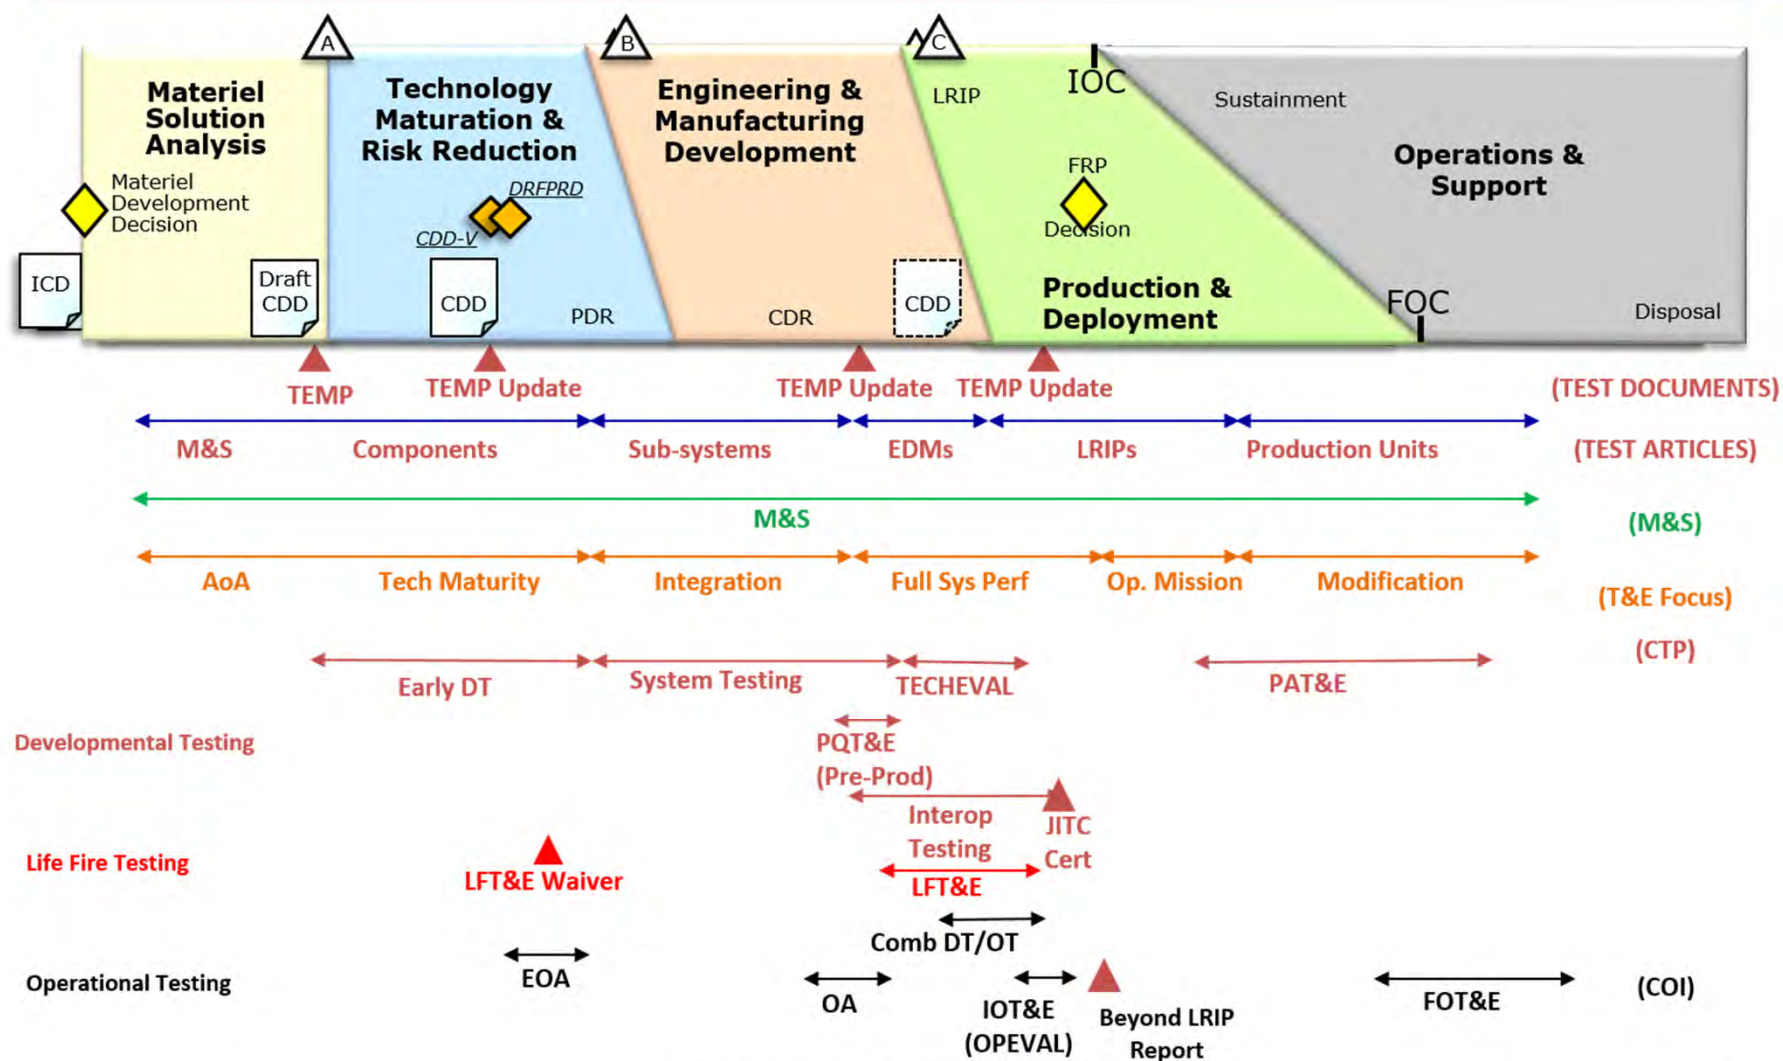 A
B
C
Materiel
Solution
Analysis
Technology
Maturation &
Risk Reduction
Engineering &
Manufacturing
Development
LRIP
IOC
Sustainment
Operations &
Support
Materiel
Development
Decision
DRFPRD
CDD-V
FRP
Decision
ICD
Draft
CDD
CDD
PDR
CDR
CDD
Production &
Deployment
FOC
Disposal
TEMP
TEMP Update
TEMP Update
TEMP Update
(TEST DOCUMENTS)
M&S
Components
Sub-systems
EDMs
LRIPs
Production Units
(TEST ARTICLES)
M&S
(M&S)
AoA
Tech Maturity
Integration
Full Sys Perf
Op. Mission
Modification
(T&E Focus)
(CTP)
Early DT
System Testing
TECHEVAL
PAT&E
Developmental Testing
PQT&E
(Pre-Prod)
Interop
Testing
JITC
Cert
Life Fire Testing
LFT&E Waiver
LFT&E
Comb DT/OT
Operational Testing
EOA
OA
IOT&E
(OPEVAL)
Beyond LRIP
Report
FOT&E
(COI)